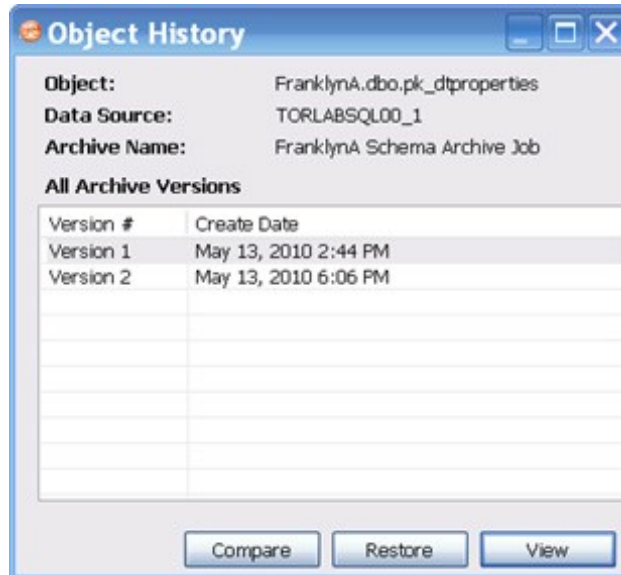 Object History
Object: FranklynA.dbo.pk_dtproperties
Data Source: TORLABSQL00_1
Archive Name: FranklynA Schema Archive Job
All Archive Versions
Version # Create Date
Version 1 May 13, 2010 2:44 PM
Version 2 May 13, 2010 6:06 PM
Compare Restore View